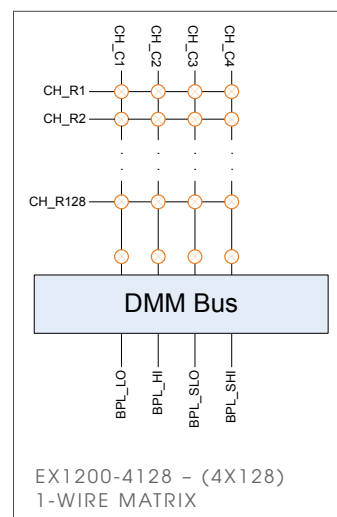 CH_C1 CH_C2 CH_C3 CH_C4
CH_R1
CH_R2
CH_R128
DMM Bus
BPL_LO BPL_HI BPL_SLO BPL_SHI
EX1200-4128 – (4X128)
1-WIRE MATRIX